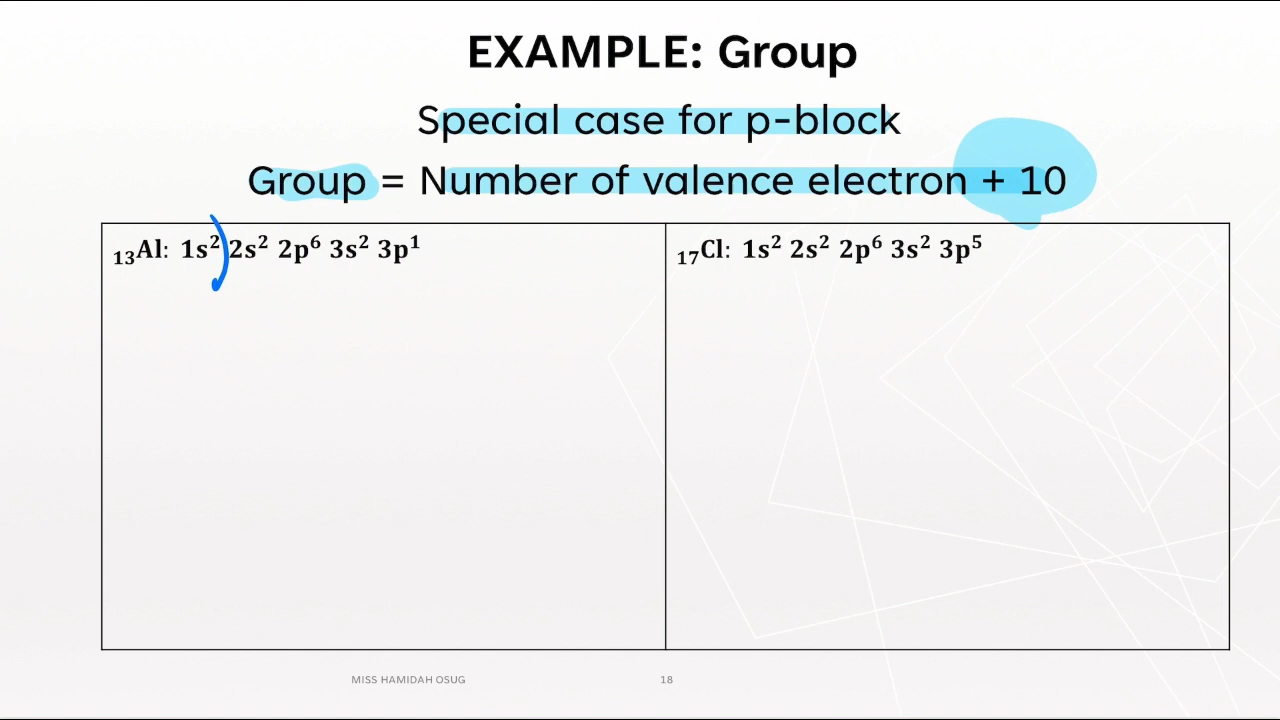 EXAMPLE: Group
Special case for p-block
Group = Number of valence electron + 10
₁₃Al: 1s² 2s² 2p⁶ 3s² 3p¹
₁₇Cl: 1s² 2s² 2p⁶ 3s² 3p⁵
MISS HAMIDAH OSUG
18